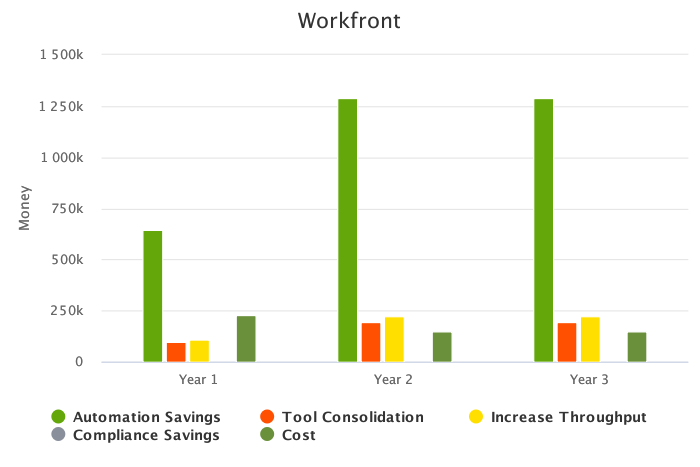 Workfront
1 500k
1 250k
1 000k
750k
500k
250k
0
Money
Year 1 Year 2 Year 3
Automation Savings Tool Consolidation Increase Throughput
Compliance Savings Cost